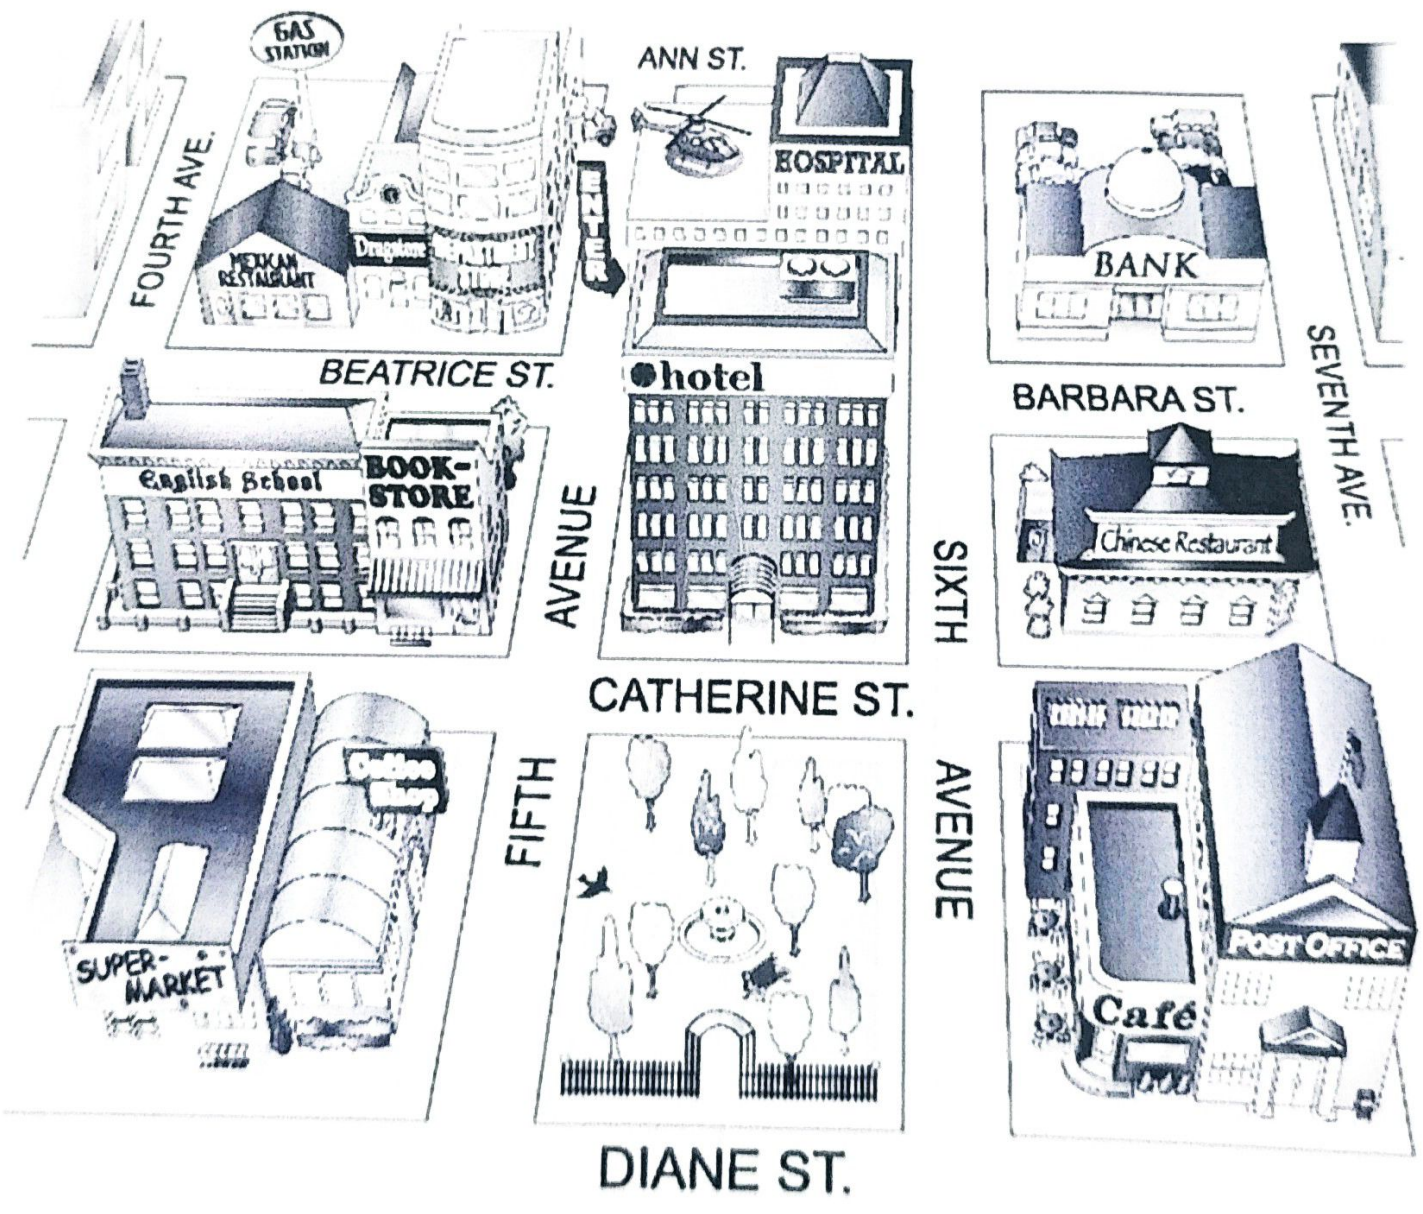 GAS
STATION
ANN ST.
HOSPITAL
FOURTH AVE.
MEXICAN
RESTAURANT
Drugstore
DEPARTMENT
ENTER
BANK
BEATRICE ST.
hotel
BARBARA ST.
SEVENTH AVE.
English School
BOOK-
STORE
Chinese Restaurant
AVENUE
SIXTH
CATHERINE ST.
Coffee
Shop
FIFTH
AVENUE
SUPER-
MARKET
POST OFFICE
Café
DIANE ST.